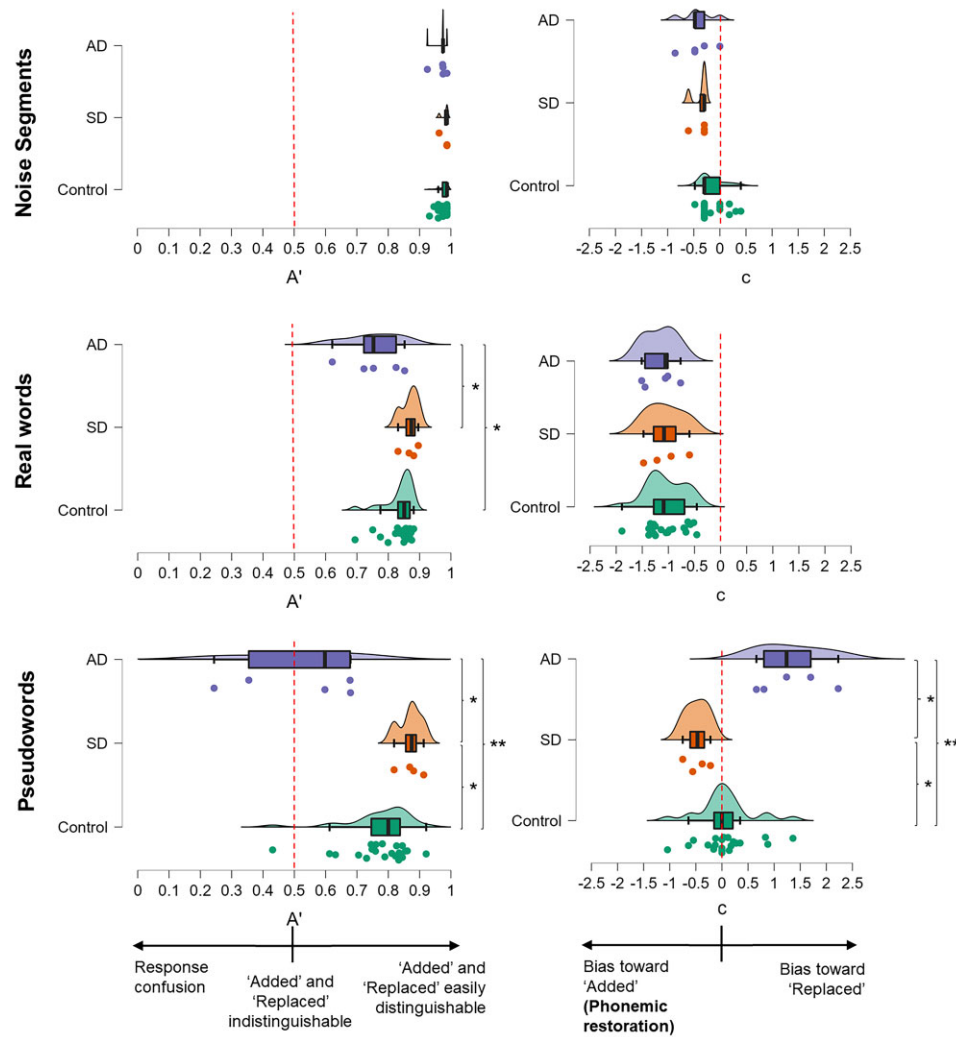 Noise Segments
AD
SD
Control
0 0.1 0.2 0.3 0.4 0.5 0.6 0.7 0.8 0.9 1
A'
AD
SD
Control
-2.5 -2 -1.5 -1 -0.5 0 0.5 1 1.5 2 2.5
c
Real words
AD
SD
Control
*
*
0 0.1 0.2 0.3 0.4 0.5 0.6 0.7 0.8 0.9 1
A'
AD
SD
Control
-2.5 -2 -1.5 -1 -0.5 0 0.5 1 1.5 2 2.5
c
Pseudowords
AD
SD
Control
*
**
*
0 0.1 0.2 0.3 0.4 0.5 0.6 0.7 0.8 0.9 1
A'
AD
SD
Control
*
**
*
-2.5 -2 -1.5 -1 -0.5 0 0.5 1 1.5 2 2.5
c
Response
confusion
'Added' and
'Replaced'
indistinguishable
'Added' and
'Replaced' easily
distinguishable
Bias toward
'Added'
(Phonemic
restoration)
Bias toward
'Replaced'